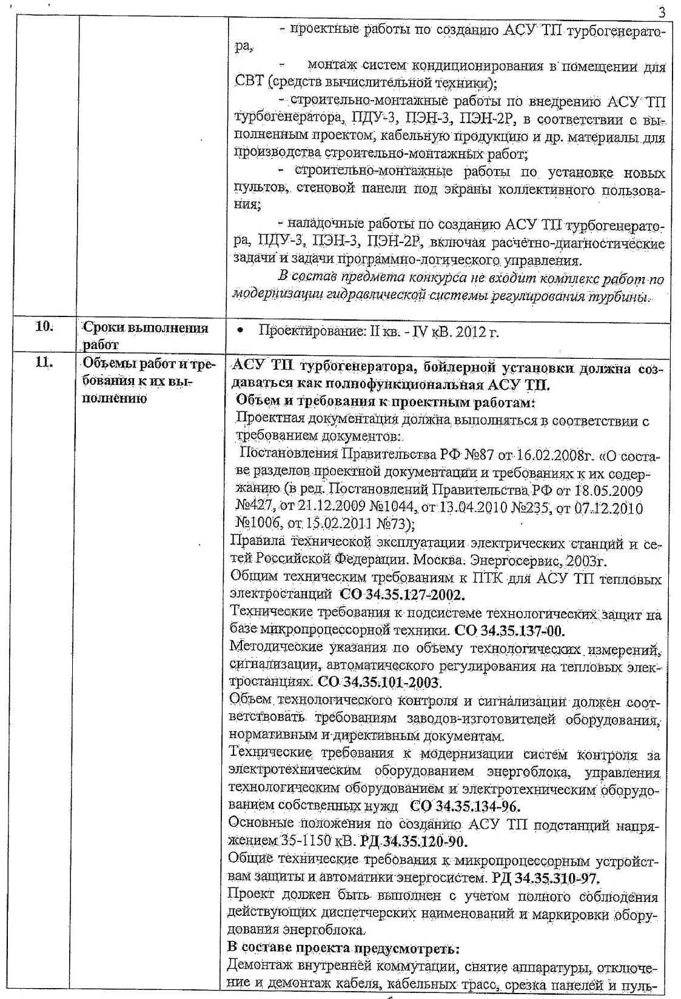 3
- проектные работы по созданию АСУ ТП турбогенерато-
ра,
- монтаж систем кондиционирования в помещении для
СВТ (средств вычислительной техники);
- строительно-монтажные работы по внедрению АСУ ТП
турбогенератора, ПДУ-3, ПЭН-3, ПЭН-2Р, в соответствии с вы-
полненным проектом, кабельную продукцию и др. материалы для
производства строительно-монтажных работ;
- строительно-монтажные работы по установке новых
пультов, стеновой панели под экраны коллективного пользова-
ния;
- наладочные работы по созданию АСУ ТП турбогенерато-
ра, ПДУ-3, ПЭН-3, ПЭН-2Р, включая расчётно-диагностические
задачи и задачи программно-логического управления.
В состав предмета конкурса не входит комплекс работ по
модернизации гидравлической системы регулирования турбины.
10.
Сроки выполнения
работ
• Проектирование: II кв. - IV кВ. 2012 г.
11.
Объемы работ и тре-
бования к их вы-
полнению
АСУ ТП турбогенератора, бойлерной установки должна соз-
даваться как полнофункциональная АСУ ТП.
Объем и требования к проектным работам:
Проектная документация должна выполняться в соответствии с
требованием документов:
Постановления Правительства РФ №87 от 16.02.2008г. «О соста-
ве разделов проектной документации и требованиях к их содер-
жанию (в ред. Постановлений Правительства РФ от 18.05.2009
№427, от 21.12.2009 №1044, от 13.04.2010 №235, от 07.12.2010
№1006, от 15.02.2011 №73);
Правила технической эксплуатации электрических станций и се-
тей Российской Федерации. Москва. Энергосервис, 2003г.
Общим техническим требованиям к ПТК для АСУ ТП тепловых
электростанций СО 34.35.127-2002.
Технические требования к подсистеме технологических защит на
базе микропроцессорной техники. СО 34.35.137-00.
Методические указания по объему технологических измерений,
сигнализации, автоматического регулирования на тепловых элек-
тростанциях. СО 34.35.101-2003.
Объем технологического контроля и сигнализации должен соот-
ветствовать требованиям заводов-изготовителей оборудования,
нормативным и директивным документам.
Технические требования к модернизации систем контроля за
электротехническим оборудованием энергоблока, управления
технологическим оборудованием и электротехническим оборудо-
ванием собственных нужд СО 34.35.134-96.
Основные положения по созданию АСУ ТП подстанций напря-
жением 35-1150 кВ. РД 34.35.120-90.
Общие технические требования к микропроцессорным устройст-
вам защиты и автоматики энергосистем. РД 34.35.310-97.
Проект должен быть выполнен с учетом полного соблюдения
действующих диспетчерских наименований и маркировки обору-
дования энергоблока.
В составе проекта предусмотреть:
Демонтаж внутренней коммутации, снятие аппаратуры, отключе-
ние и демонтаж кабеля, кабельных трасс, срезка панелей и пуль-